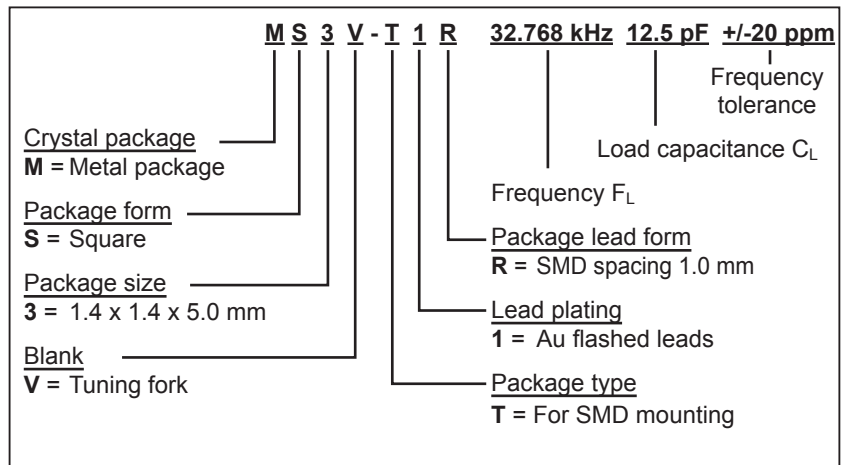 M S 3 V - T 1 R 32.768 kHz 12.5 pF +/-20 ppm
Frequency
tolerance
Load capacitance CL
Frequency FL
Crystal package
M = Metal package
Package form
S = Square
Package size
3 = 1.4 x 1.4 x 5.0 mm
Blank
V = Tuning fork
Package lead form
R = SMD spacing 1.0 mm
Lead plating
1 = Au flashed leads
Package type
T = For SMD mounting